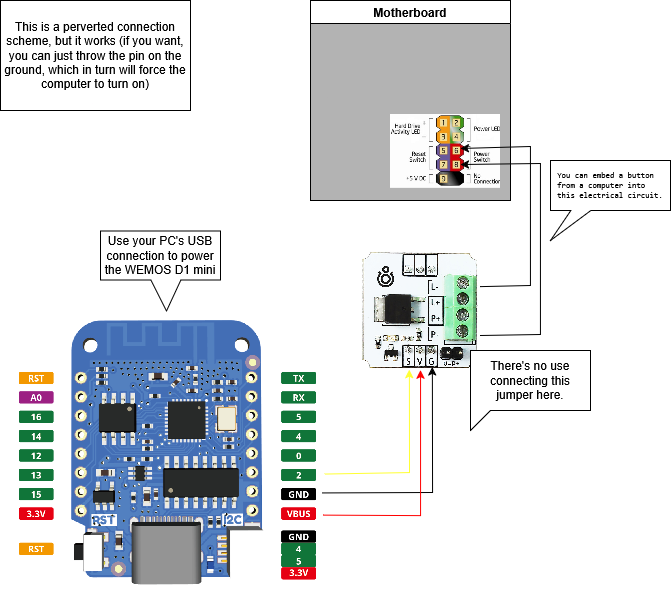 This is a perverted connection
scheme, but it works (if you want,
you can just throw the pin on the
ground, which in turn will force the
computer to turn on)
Motherboard
Hard Drive
Activity LED
+
-
1
2
3
4
Power LED
Reset
Switch
5
6
7
8
Power
Switch
+5 V DC
9
No
Connection
You can embed a button
from a computer into
this electrical circuit.
Use your PC's USB
connection to power
the WEMOS D1 mini
L-
L+
P+
P
S
V
G
There's no use
connecting this
jumper here.
RST
A0
16
14
12
13
15
3.3V
RST
TX
RX
5
4
0
2
GND
VBUS
GND
4
5
3.3V
RST
I2C